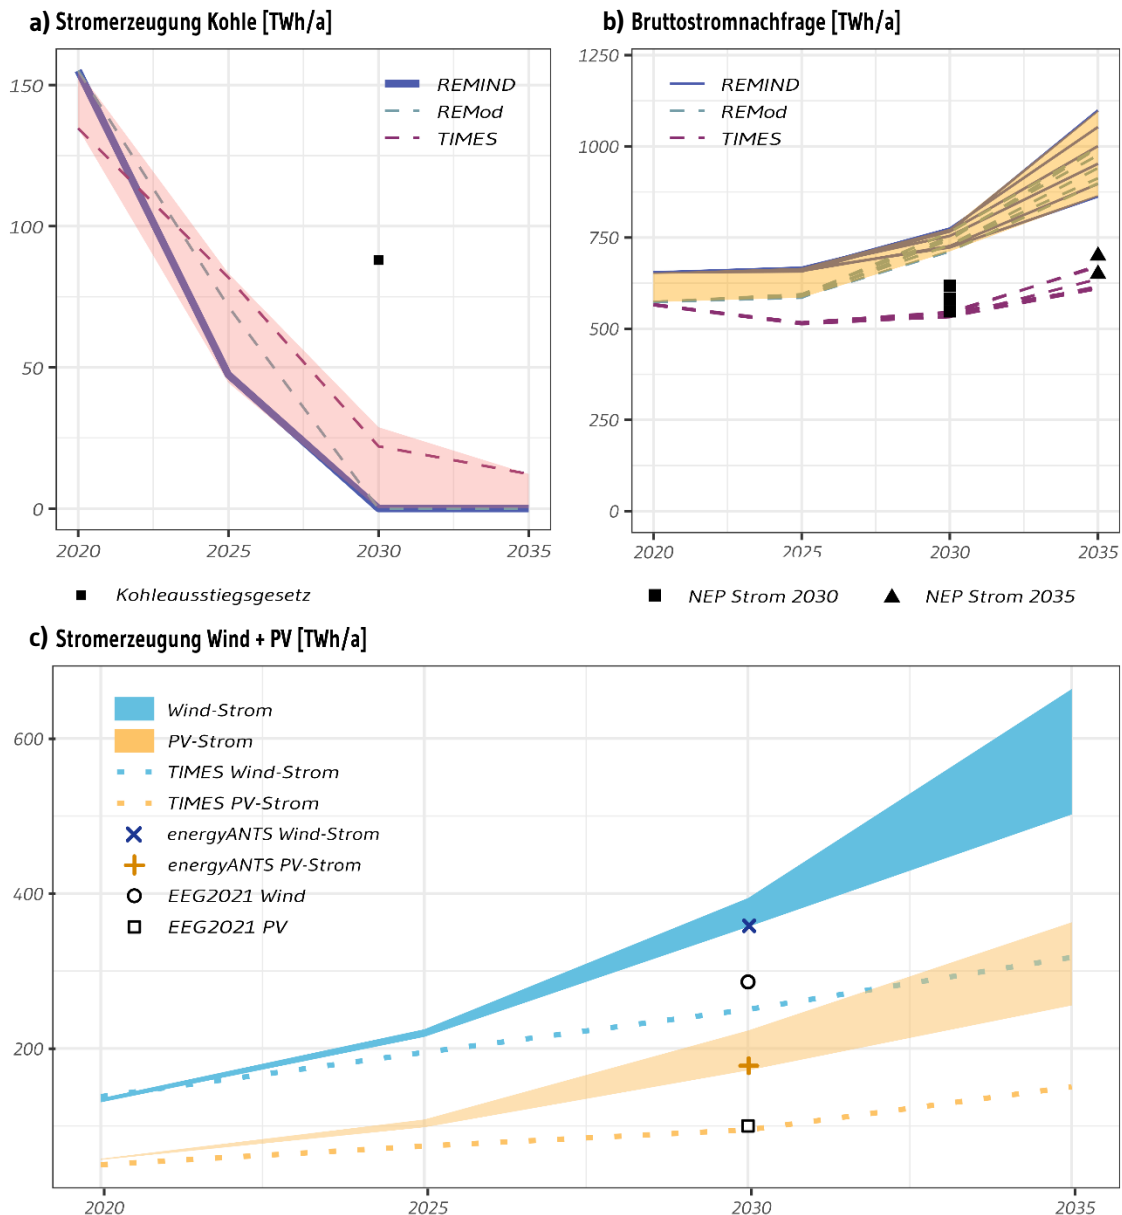 a) Stromerzeugung Kohle [TWh/a]
150
100
50
0
REMIND
REMod
TIMES
2020 2025 2030 2035
Kohleausstiegsgesetz
b) Bruttostromnachfrage [TWh/a]
1250
1000
750
500
250
0
REMIND
REMod
TIMES
2020 2025 2030 2035
NEP Strom 2030 NEP Strom 2035
c) Stromerzeugung Wind + PV [TWh/a]
600
400
200
Wind-Strom
PV-Strom
TIMES Wind-Strom
TIMES PV-Strom
energyANTS Wind-Strom
energyANTS PV-Strom
EEG2021 Wind
EEG2021 PV
2020 2025 2030 2035